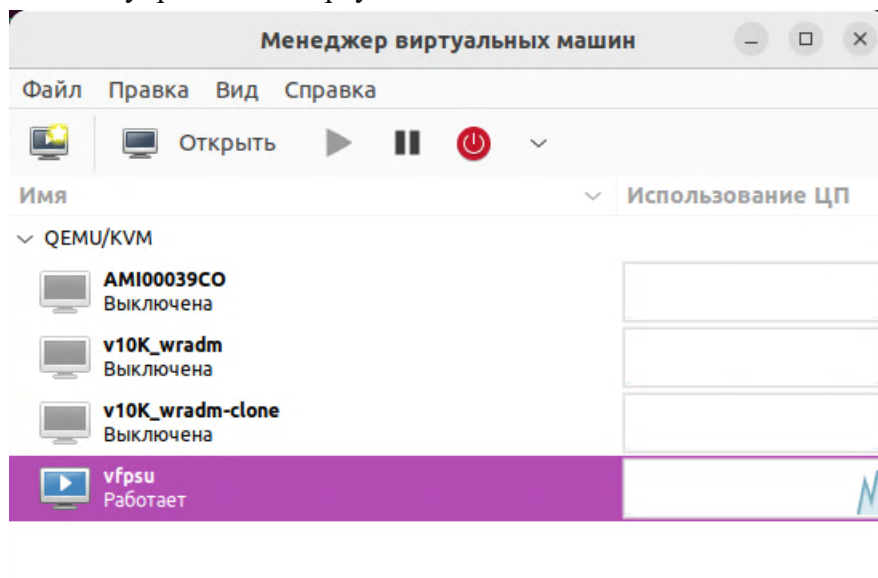 Менеджер виртуальных машин
Файл Правка Вид Справка
Открыть
Имя Использование ЦП
QEMU/KVM
AMI00039CO
Выключена
v10K_wradm
Выключена
v10K_wradm-clone
Выключена
vfpsu
Работает